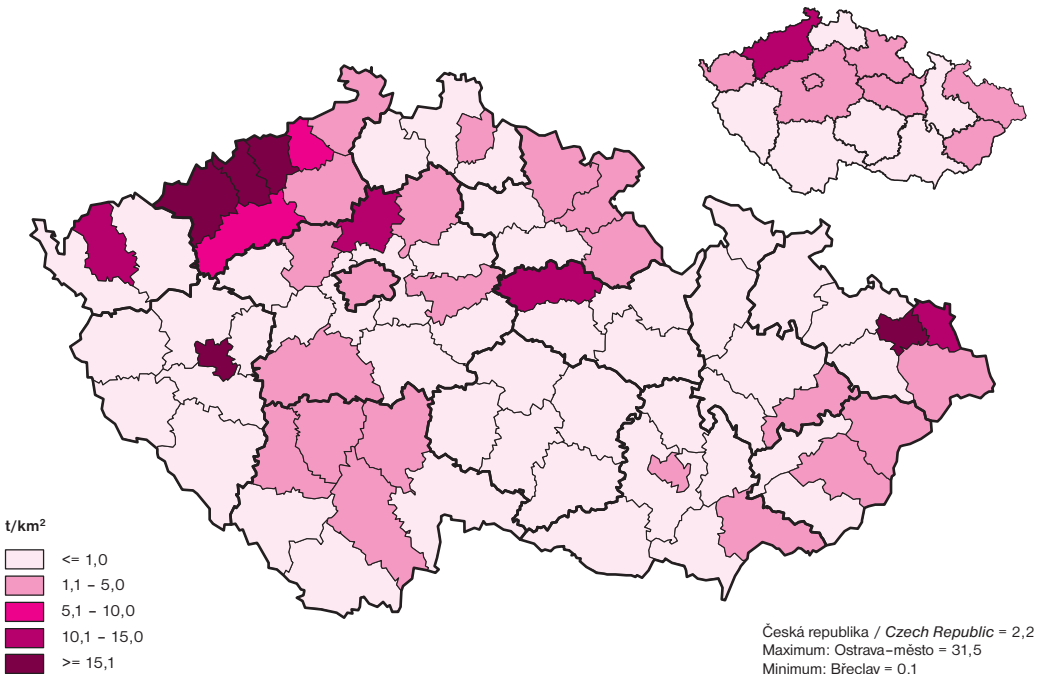 t/km²
<= 1,0
1,1 – 5,0
5,1 – 10,0
10,1 – 15,0
>= 15,1
Česká republika / Czech Republic = 2,2
Maximum: Ostrava–město = 31,5
Minimum: Břeclav = 0,1